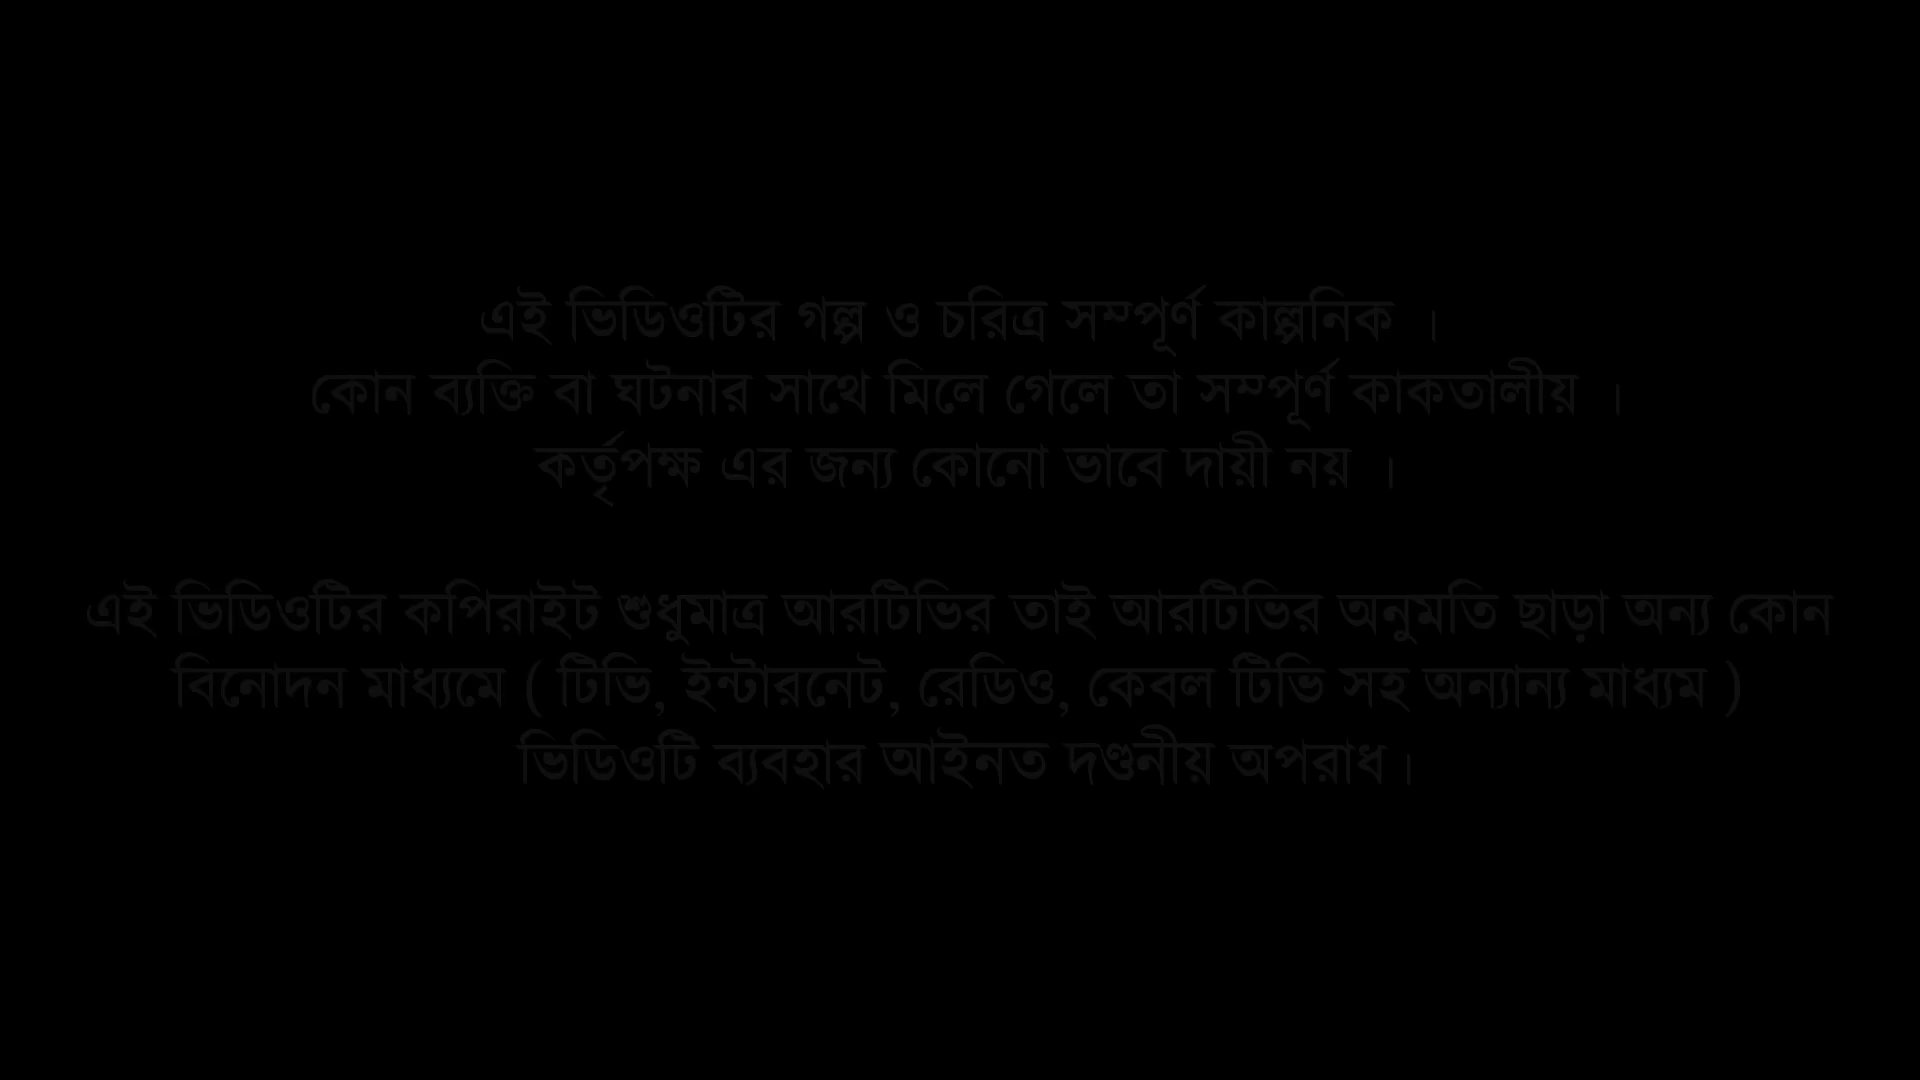 এই ভিডিওটির গল্প ও চরিত্র সম্পূর্ণ কাল্পনিক ।
কোন ব্যক্তি বা ঘটনার সাথে মিলে গেলে তা সম্পূর্ণ কাকতালীয় ।
কর্তৃপক্ষ এর জন্য কোনো ভাবে দায়ী নয় ।
এই ভিডিওটির কপিরাইট শুধুমাত্র আরটিভির তাই আরটিভির অনুমতি ছাড়া অন্য কোন
বিনোদন মাধ্যমে ( টিভি, ইন্টারনেট, রেডিও, কেবল টিভি সহ অন্যান্য মাধ্যম )
ভিডিওটি ব্যবহার আইনত দণ্ডনীয় অপরাধ ।